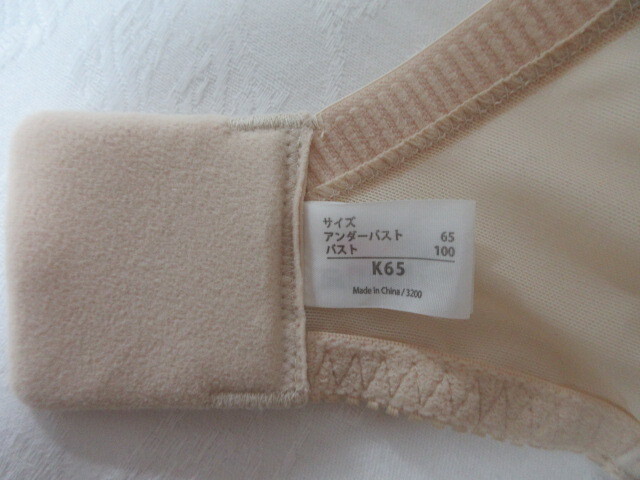 サイズ
アンダーバスト 65
バスト 100
K65
Made in China / 3200